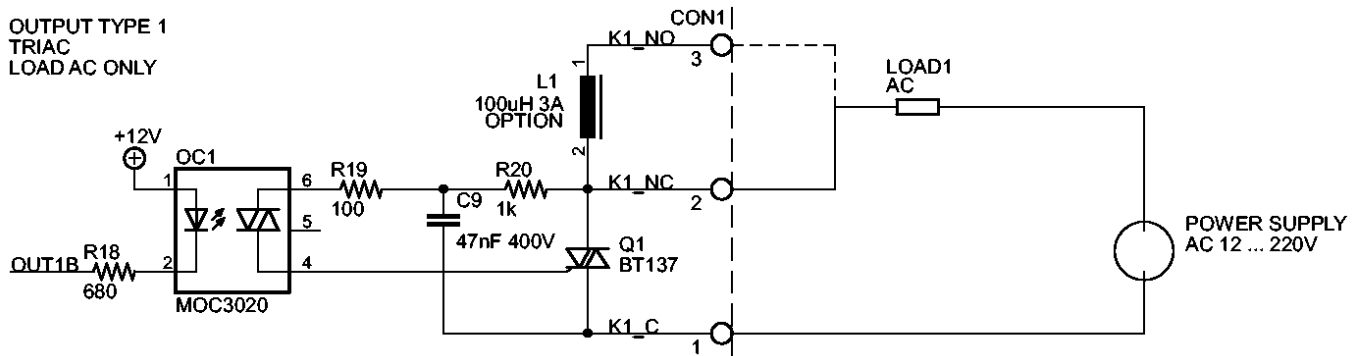 OUTPUT TYPE 1
TRIAC
LOAD AC ONLY
CON1
K1_NO
3
1
L1
100uH 3A
OPTION
2
LOAD1
AC
+12V
OC1
1
6
R19
100
C9
47nF 400V
R20
1k
K1_NC
2
5
OUT1B
R18
680
2
4
MOC3020
Q1
BT137
K1_C
1
POWER SUPPLY
AC 12 ... 220V